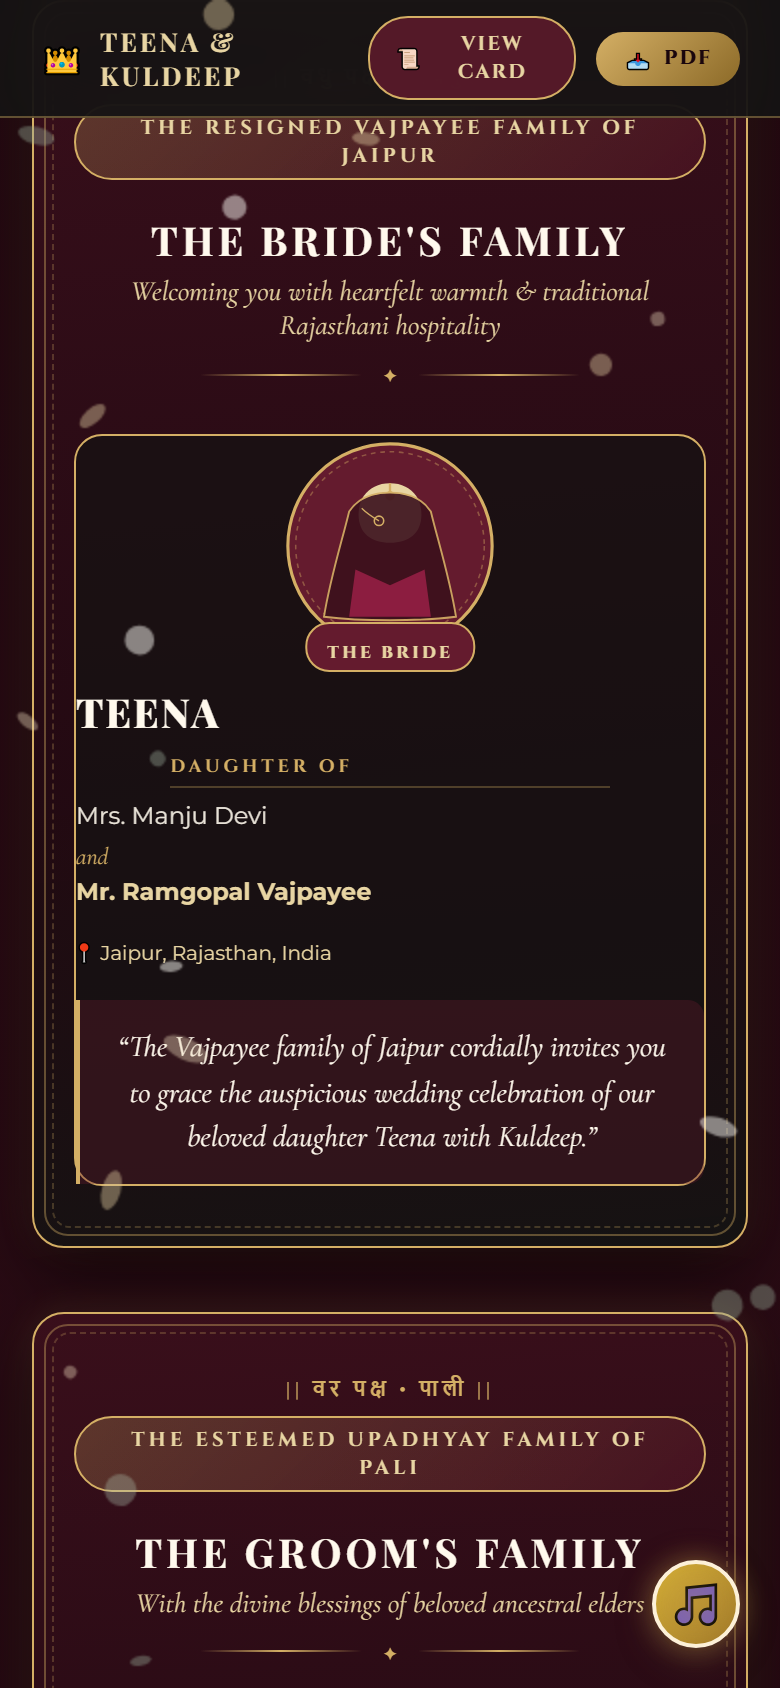 TEENA &
KULDEEP
VIEW
CARD
PDF
THE RESIGNED VAJPAYEE FAMILY OF
JAIPUR
THE BRIDE'S FAMILY
Welcoming you with heartfelt warmth & traditional
Rajasthani hospitality
THE BRIDE
TEENA
DAUGHTER OF
Mrs. Manju Devi
and
Mr. Ramgopal Vajpayee
Jaipur, Rajasthan, India
“The Vajpayee family of Jaipur cordially invites you
to grace the auspicious wedding celebration of our
beloved daughter Teena with Kuldeep.”
|| वर पक्ष • पाली ||
THE ESTEEMED UPADHYAY FAMILY OF
PALI
THE GROOM'S FAMILY
With the divine blessings of beloved ancestral elders